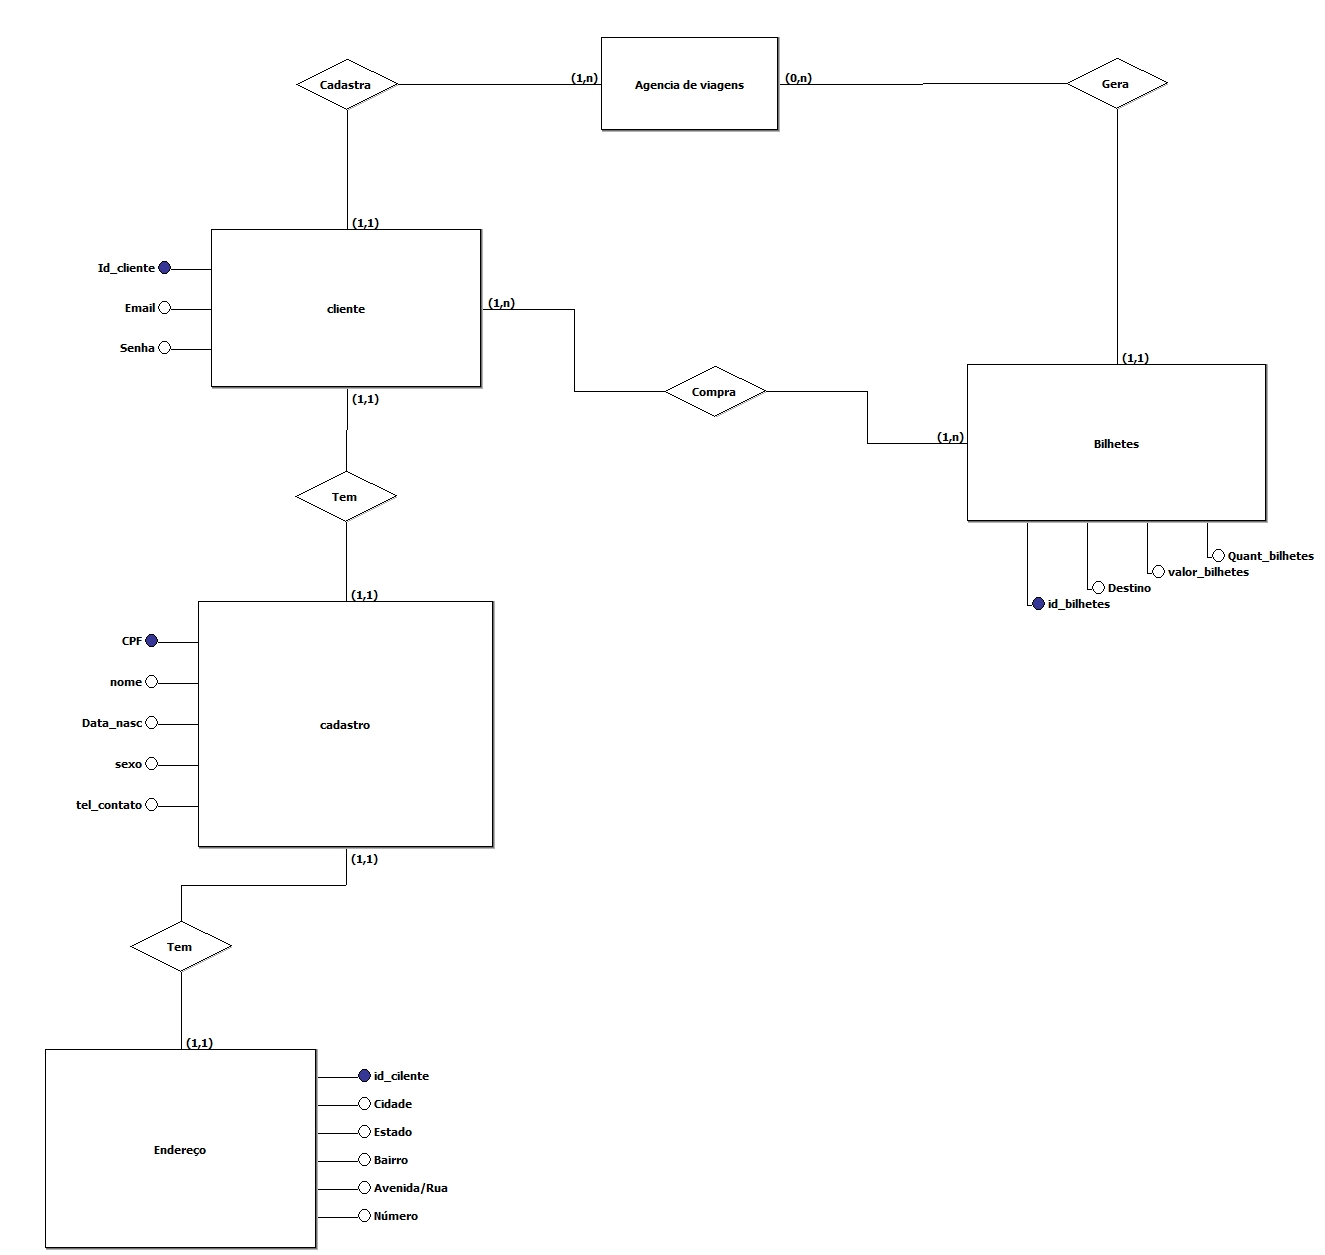 Cadastra
(1,n)
Agencia de viagens
(0,n)
Gera
(1,1)
Id_cliente
Email
Senha
cliente
(1,n)
(1,1)
Compra
(1,1)
(1,n)
Bilhetes
Quant_bilhetes
valor_bilhetes
Destino
id_bilhetes
Tem
(1,1)
CPF
nome
Data_nasc
sexo
tel_contato
cadastro
(1,1)
Tem
(1,1)
Endereço
id_cilente
Cidade
Estado
Bairro
Avenida/Rua
Número